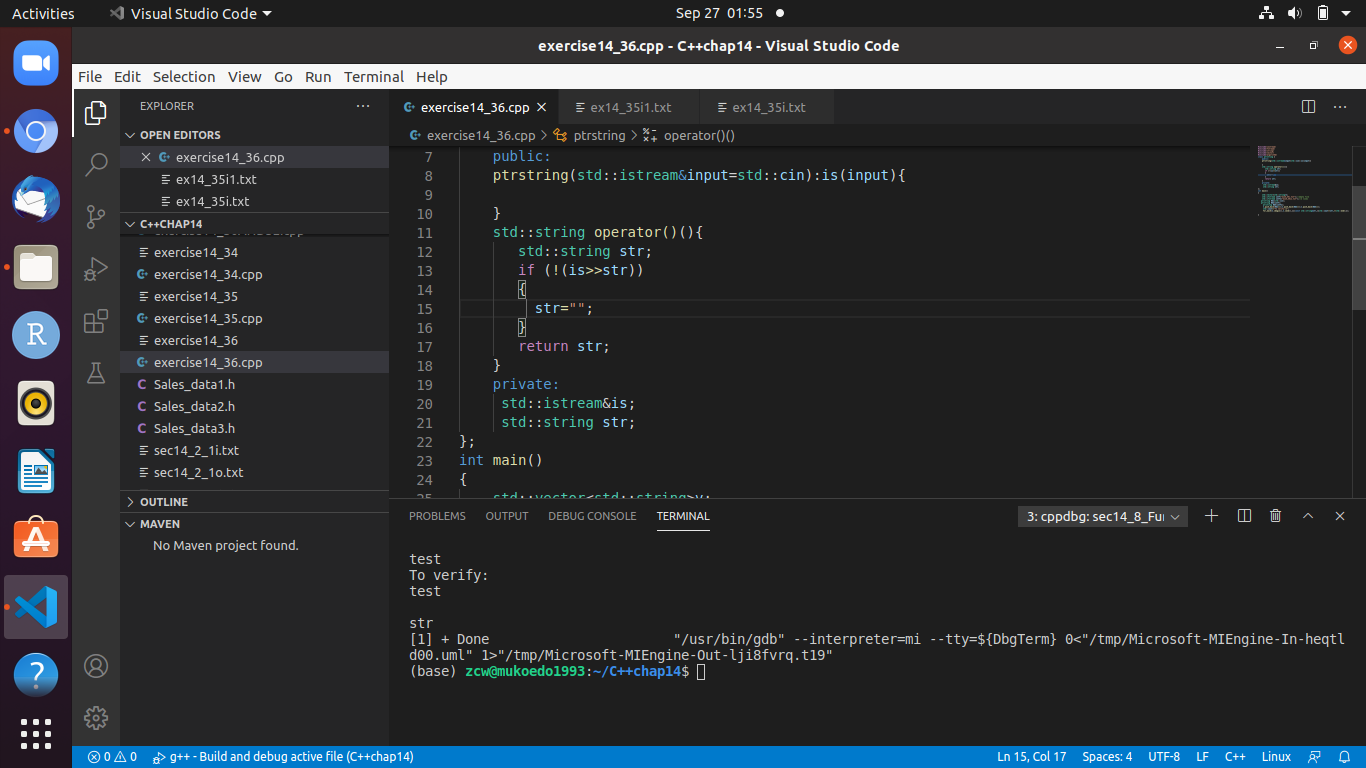 Activities
Visual Studio Code
Sep 27 01:55
exercise14_36.cpp - C++chap14 - Visual Studio Code
File Edit Selection View Go Run Terminal Help
EXPLORER
OPEN EDITORS
exercise14_36.cpp
ex14_35i1.txt
ex14_35i.txt
C++CHAP14
exercise14_34
exercise14_34.cpp
exercise14_35
exercise14_35.cpp
exercise14_36
exercise14_36.cpp
C Sales_data1.h
C Sales_data2.h
C Sales_data3.h
sec14_2_1i.txt
sec14_2_1o.txt
OUTLINE
MAVEN
No Maven project found.
exercise14_36.cpp ex14_35i1.txt ex14_35i.txt
exercise14_36.cpp > ptrstring > operator()()
7 public:
8 ptrstring(std::istream&input=std::cin):is(input){
9
10 }
11 std::string operator()(){
12 std::string str;
13 if (!(is>>str))
14 {
15 str="";
16 }
17 return str;
18 }
19 private:
20 std::istream&is;
21 std::string str;
22 };
23 int main()
24 {
25 std::vector<std::string>v;
PROBLEMS OUTPUT DEBUG CONSOLE TERMINAL
3: cppdbg: sec14_8_Fu
test
To verify:
test
str
[1] + Done "/usr/bin/gdb" --interpreter=mi --tty=${DbgTerm} 0<"/tmp/Microsoft-MIEngine-In-heqtl
d00.uml" 1>"/tmp/Microsoft-MIEngine-Out-lji8fvrq.t19"
(base) zcw@mukoedo1993:~/C++chap14$
0 0 g++ - Build and debug active file (C++chap14)
Ln 15, Col 17 Spaces: 4 UTF-8 LF C++ Linux